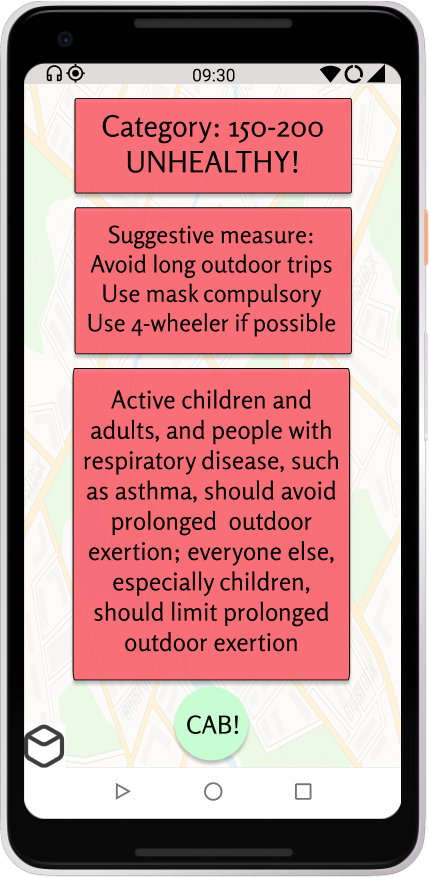 09:30
Category: 150-200
UNHEALTHY!
Suggestive measure:
Avoid long outdoor trips
Use mask compulsory
Use 4-wheeler if possible
Active children and
adults, and people with
respiratory disease, such
as asthma, should avoid
prolonged  outdoor
exertion; everyone else,
especially children,
should limit prolonged
outdoor exertion
CAB!